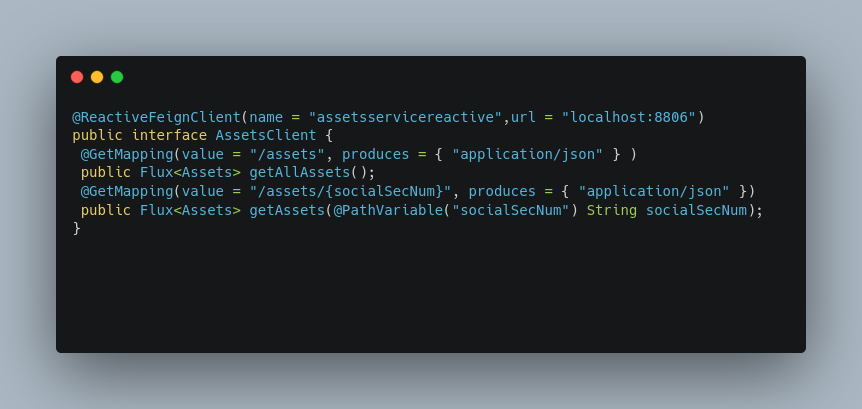 @ReactiveFeignClient(name = "assetsservicereactive",url = "localhost:8806")
public interface AssetsClient {
 @GetMapping(value = "/assets", produces = { "application/json" } )
 public Flux<Assets> getAllAssets();
 @GetMapping(value = "/assets/{socialSecNum}", produces = { "application/json" })
 public Flux<Assets> getAssets(@PathVariable("socialSecNum") String socialSecNum);
}